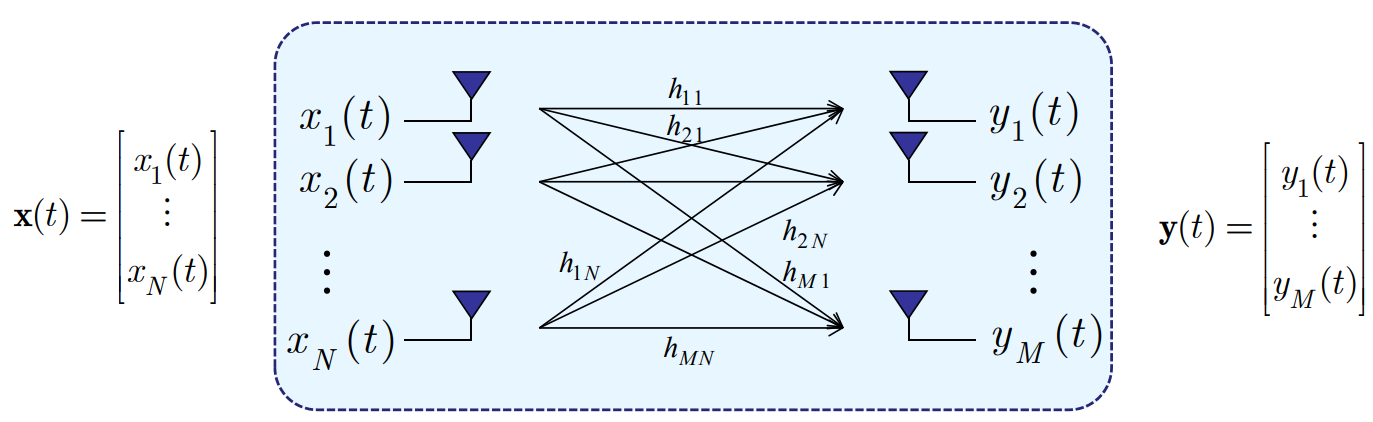 x(t) = [x_1(t) ⋮ x_N(t)]
x_1(t)
x_2(t)
⋮
x_N(t)
h_11
h_21
h_2N
h_1N
h_M1
h_MN
y_1(t)
y_2(t)
⋮
y_M(t)
y(t) = [y_1(t) ⋮ y_M(t)]